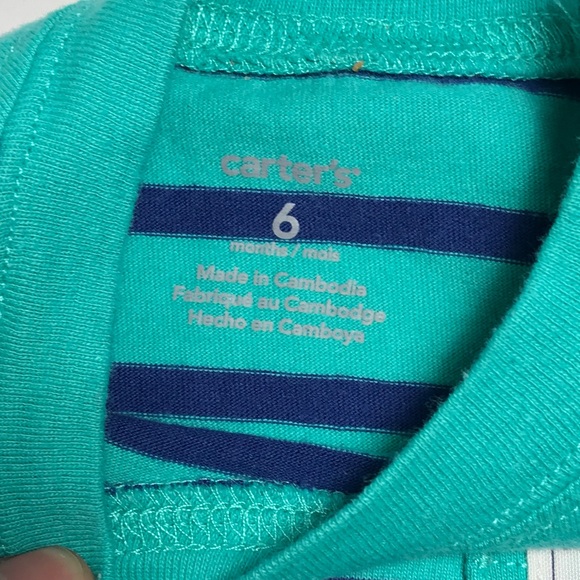 carter's
6
months / mois
Made in Cambodia
Fabriqué au Cambodge
Hecho en Camboya